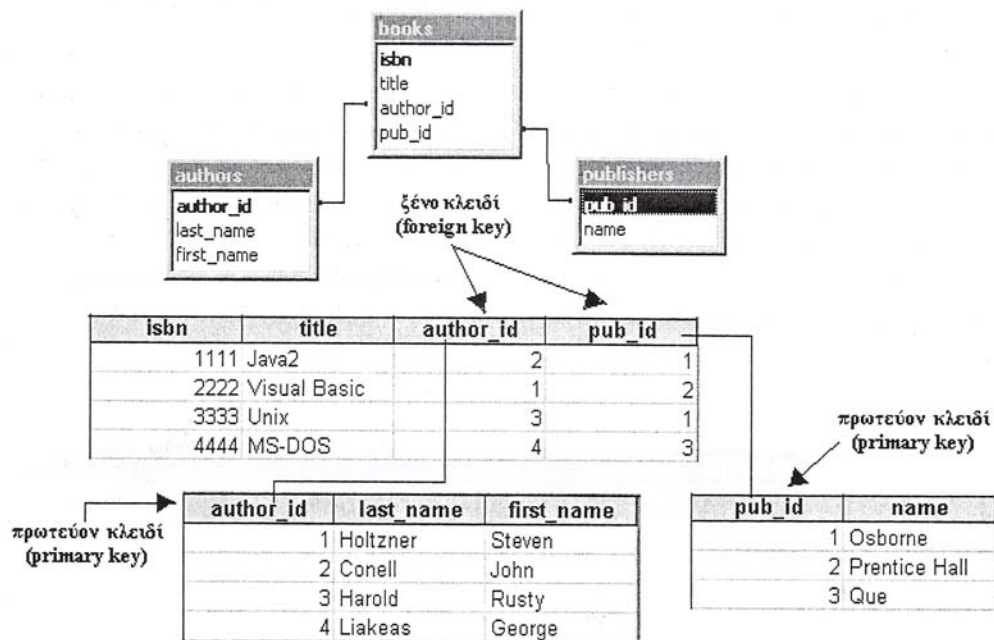 books
isbn
title
author_id
pub_id
authors
author_id
last_name
first_name
publishers
pub_id
name
ξένο κλειδί
(foreign key)
isbn title author_id pub_id
1111 Java2 2 1
2222 Visual Basic 1 2
3333 Unix 3 1
4444 MS-DOS 4 3
πρωτεύον κλειδί
(primary key)
πρωτεύον κλειδί
(primary key)
author_id last_name first_name
1 Holtzner Steven
2 Conell John
3 Harold Rusty
4 Liakeas George
pub_id name
1 Osborne
2 Prentice Hall
3 Que